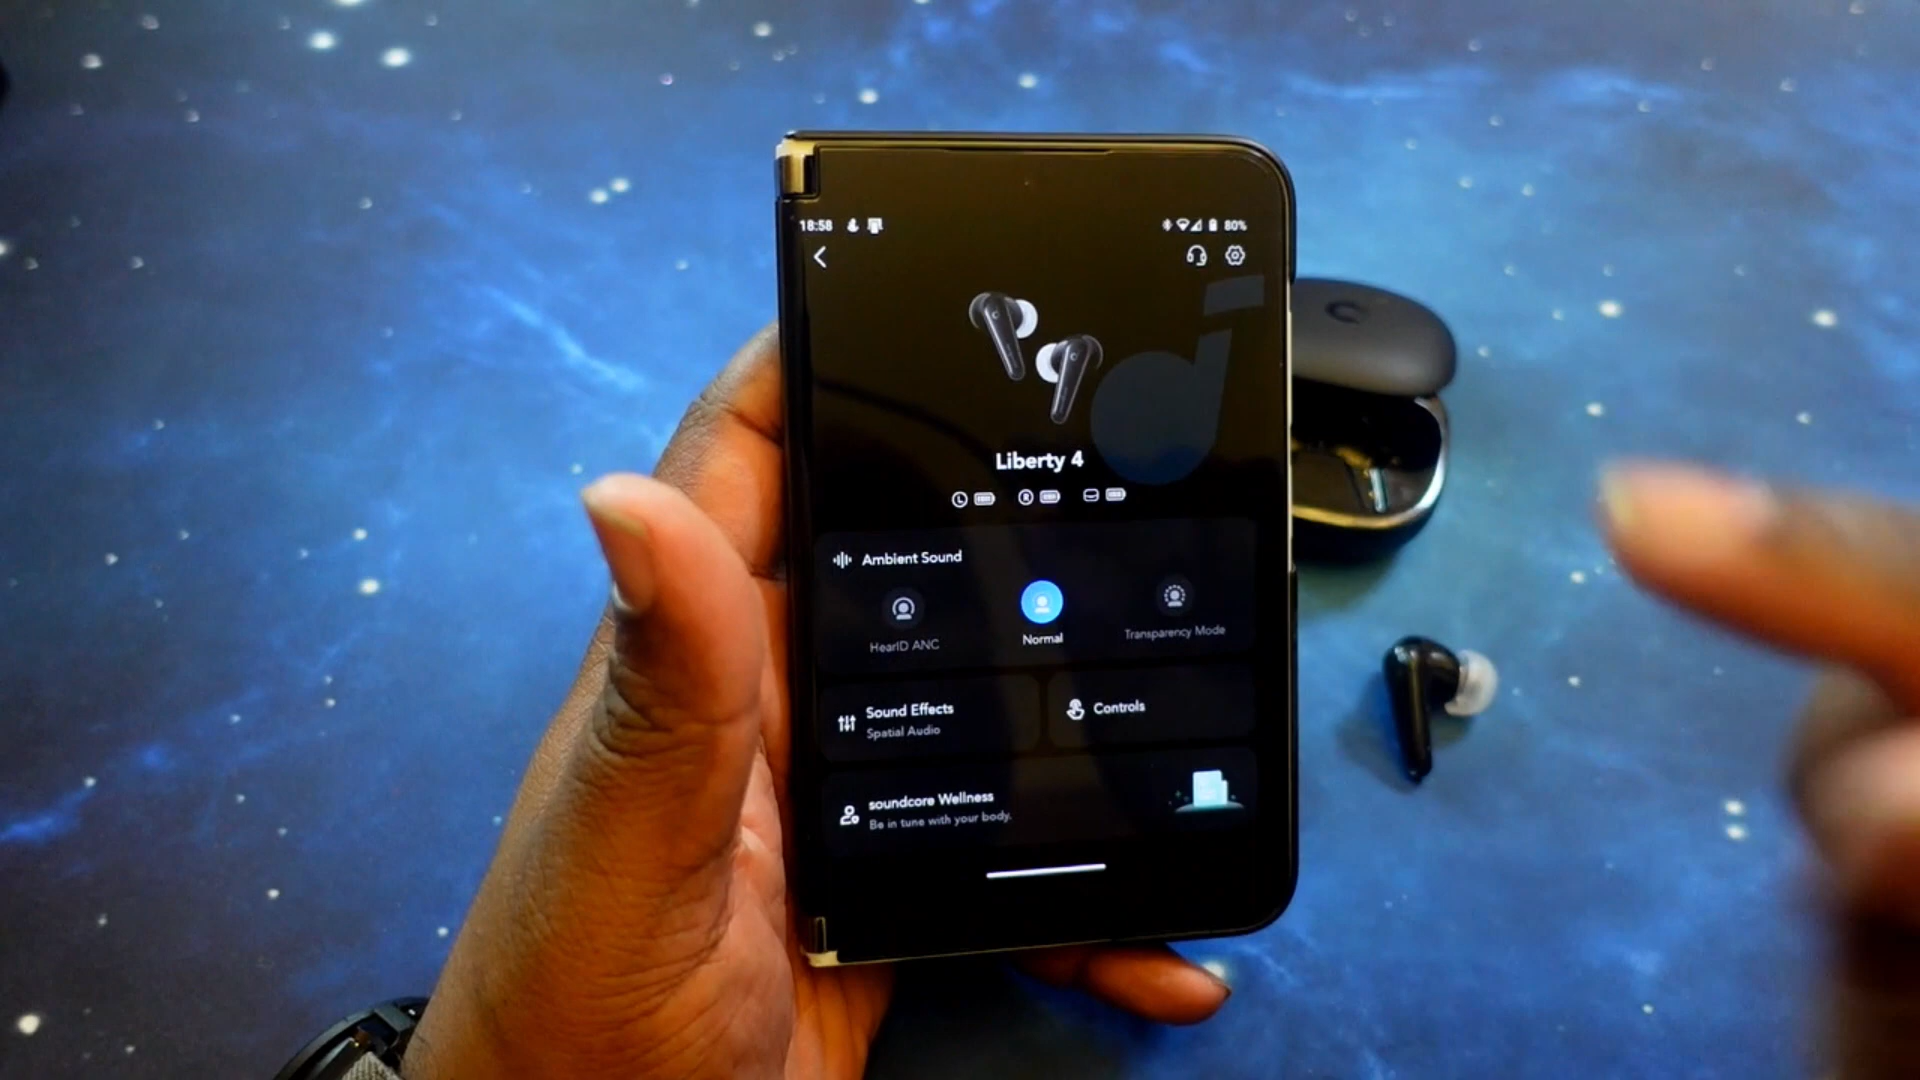 18:58 80%
Liberty 4
L R
Ambient Sound
HearID ANC Normal Transparency Mode
Sound Effects
Spatial Audio
Controls
soundcore Wellness
Be in tune with your body.